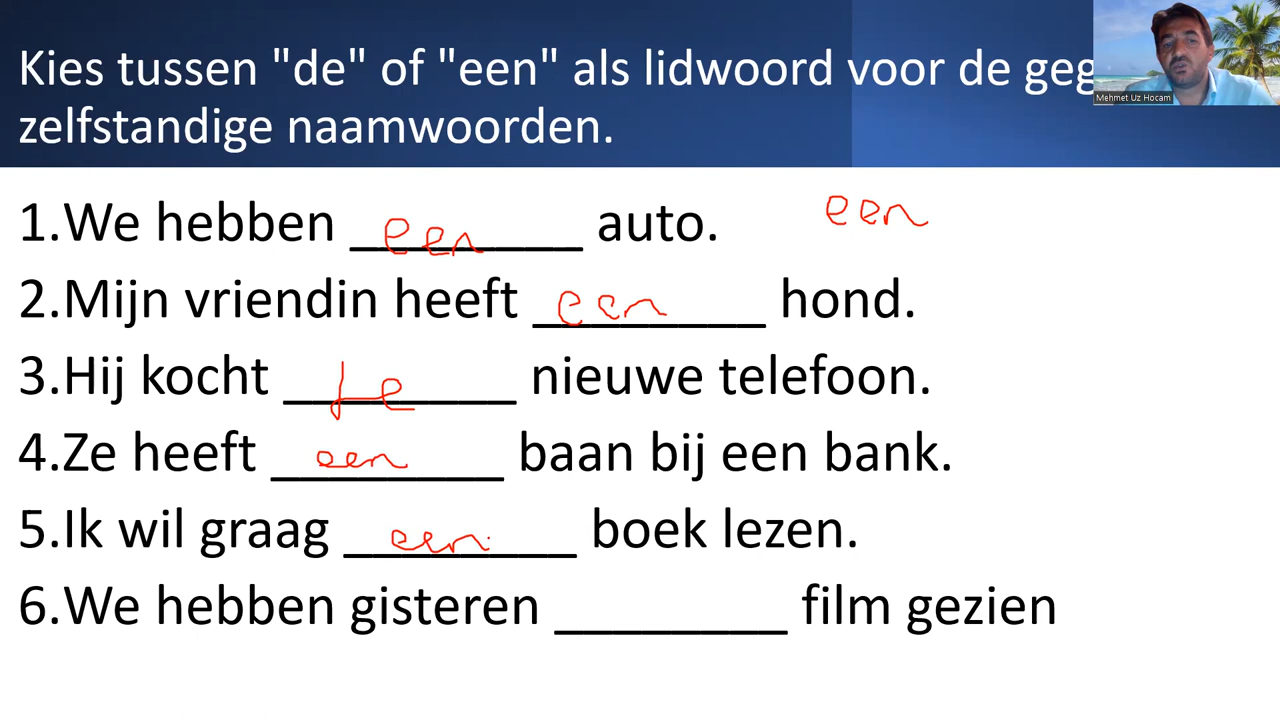 Kies tussen "de" of "een" als lidwoord voor de geg
zelfstandige naamwoorden.
Mehmet Uz Hocam
1.We hebben een auto. een
2.Mijn vriendin heeft een hond.
3.Hij kocht de nieuwe telefoon.
4.Ze heeft een baan bij een bank.
5.Ik wil graag een boek lezen.
6.We hebben gisteren ________ film gezien